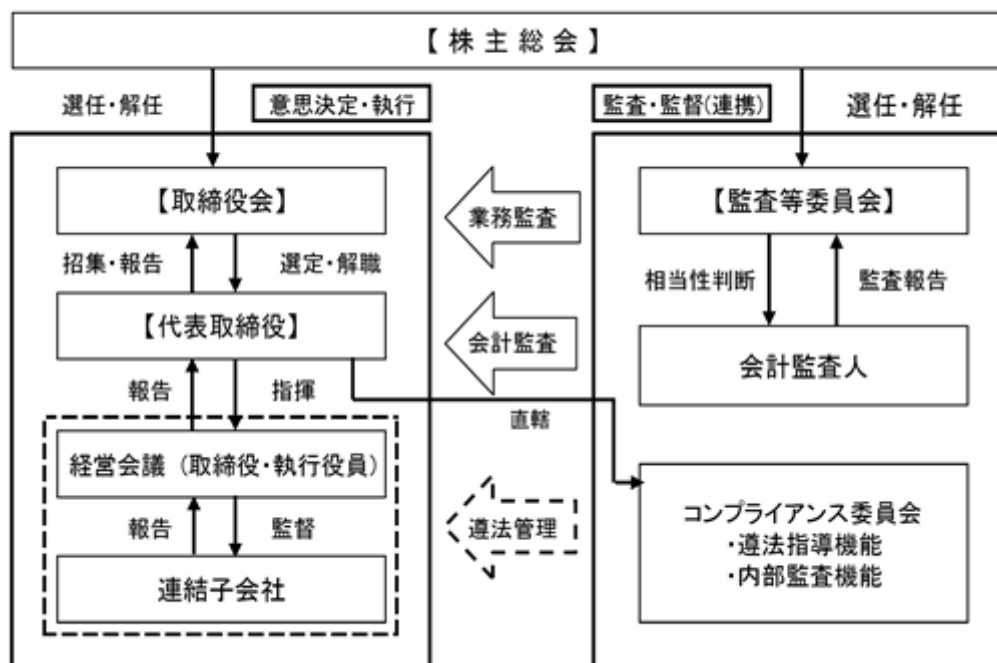 【 株 主 総 会 】
選任・解任
意思決定・執行
監査・監督(連携)
選任・解任
【取締役会】
招集・報告
選定・解職
【代表取締役】
報告
指揮
経営会議（取締役・執行役員）
報告
監督
連結子会社
業務監査
会計監査
直轄
遵法管理
【監査等委員会】
相当性判断
監査報告
会計監査人
コンプライアンス委員会
・遵法指導機能
・内部監査機能